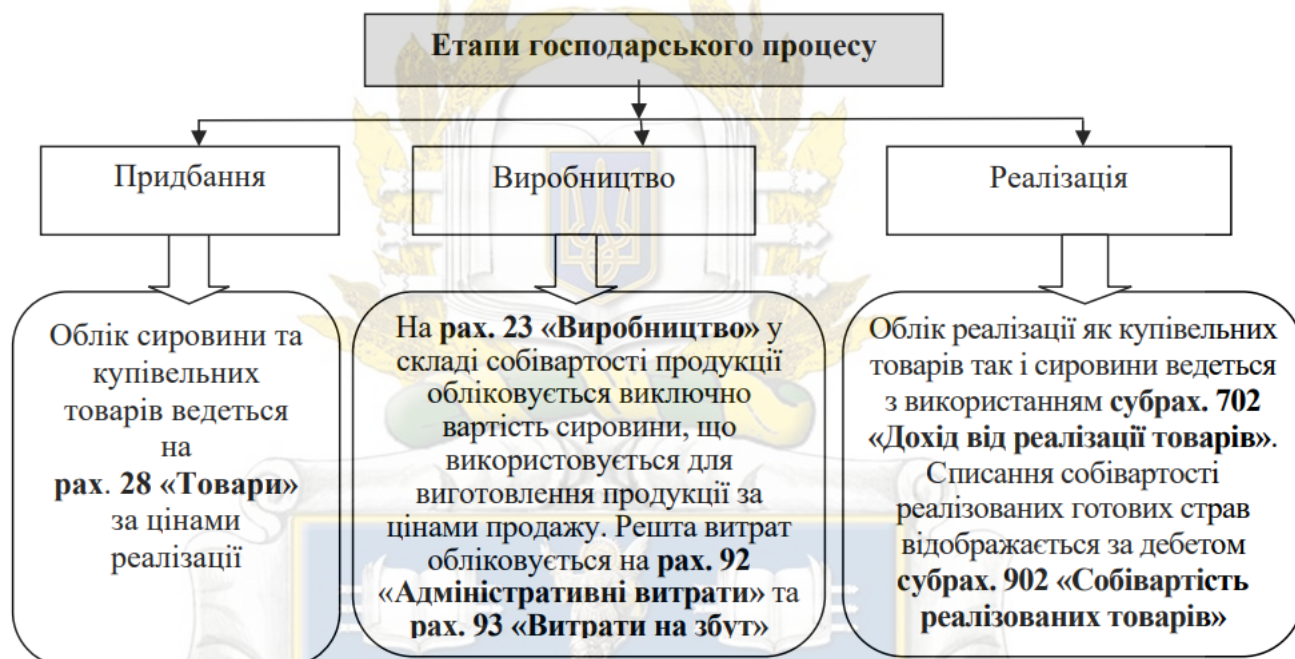 Етапи господарського процесу
Придбання
Виробництво
Реалізація
Облік сировини та
купівельних
товарів ведеться
на
рах. 28 «Товари»
за цінами
реалізації
На рах. 23 «Виробництво» у
складі собівартості продукції
обліковується виключно
вартість сировини, що
використовується для
виготовлення продукції за
цінами продажу. Решта витрат
обліковується на рах. 92
«Адміністративні витрати» та
рах. 93 «Витрати на збут»
Облік реалізації як купівельних
товарів так і сировини ведеться
з використанням субрах. 702
«Дохід від реалізації товарів».
Списання собівартості
реалізованих готових страв
відображається за дебетом
субрах. 902 «Собівартість
реалізованих товарів»